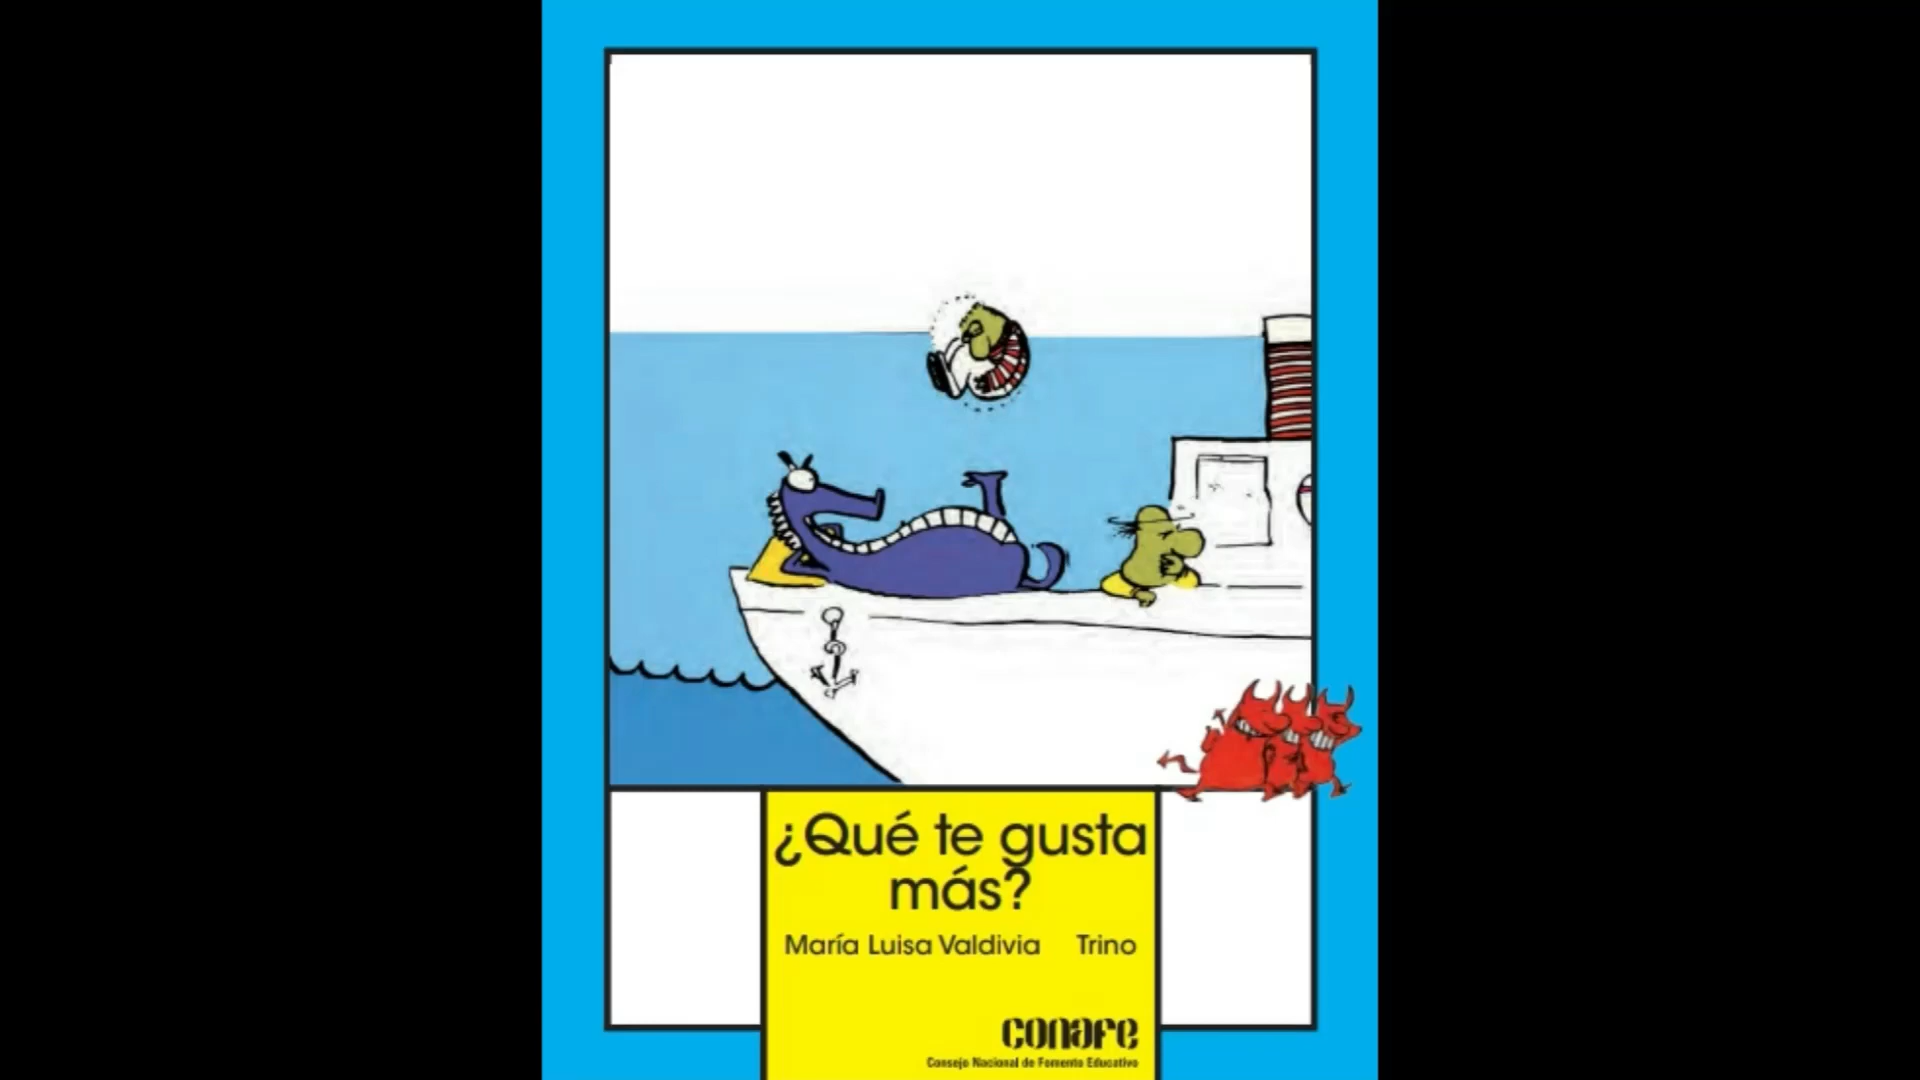 ¿Qué te gusta
más?
María Luisa Valdivia Trino
conafe
Consejo Nacional de Fomento Educativo